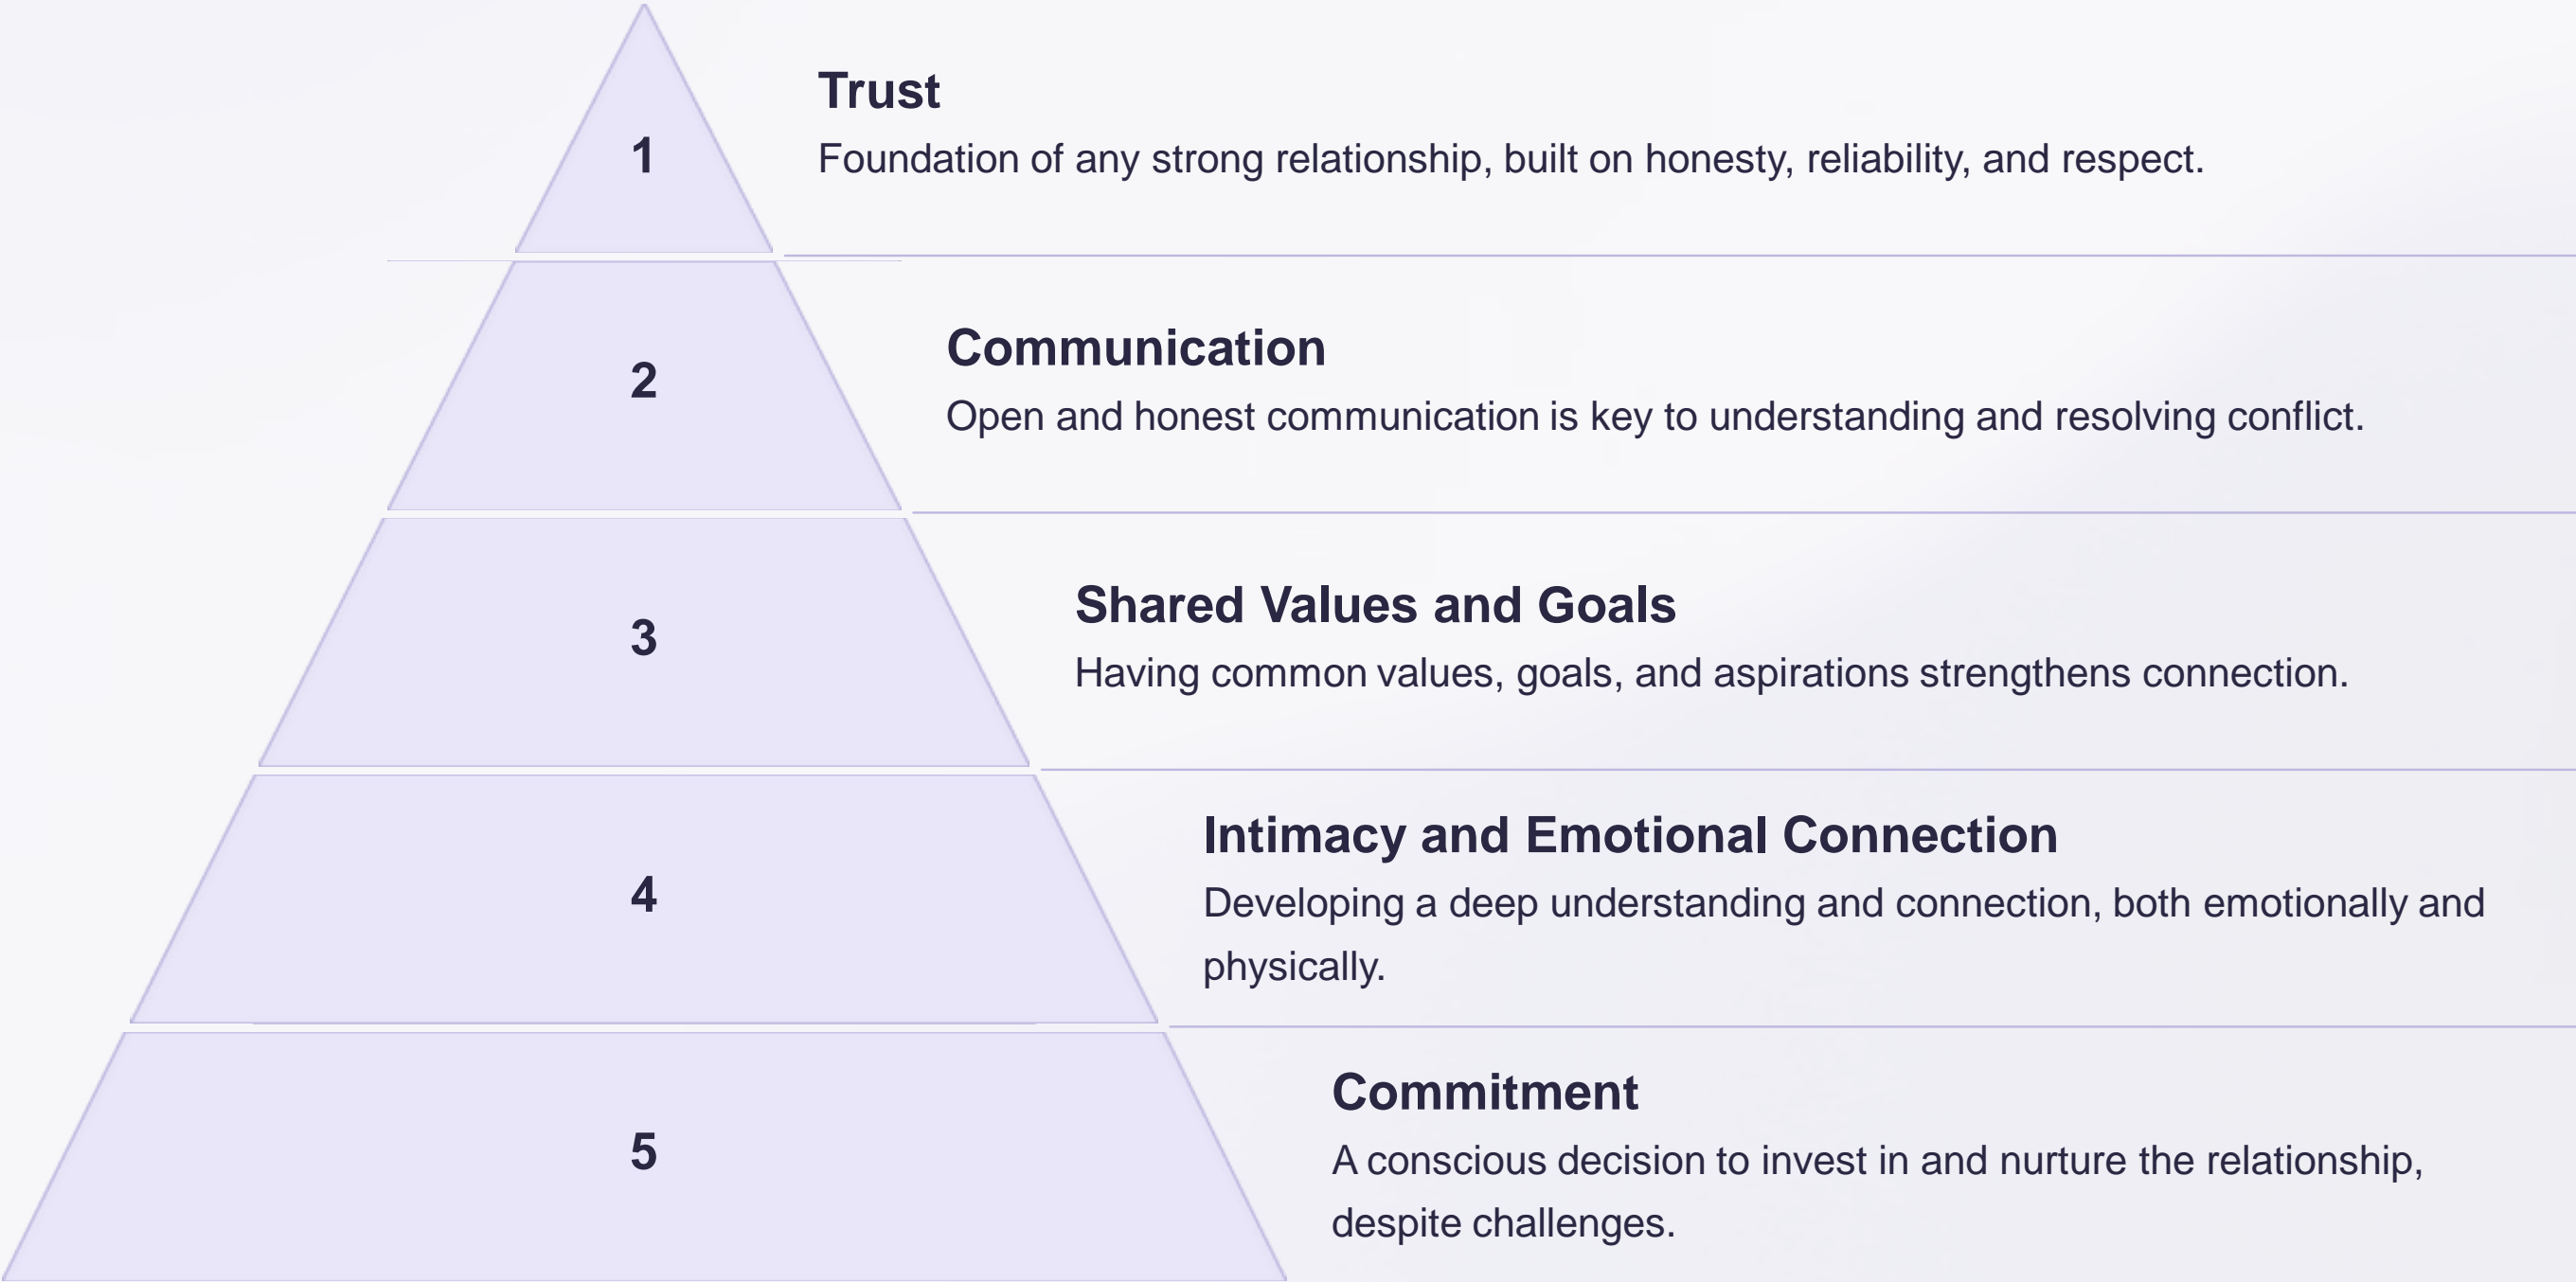 1
Trust
Foundation of any strong relationship, built on honesty, reliability, and respect.
2
Communication
Open and honest communication is key to understanding and resolving conflict.
3
Shared Values and Goals
Having common values, goals, and aspirations strengthens connection.
4
Intimacy and Emotional Connection
Developing a deep understanding and connection, both emotionally and
physically.
5
Commitment
A conscious decision to invest in and nurture the relationship,
despite challenges.